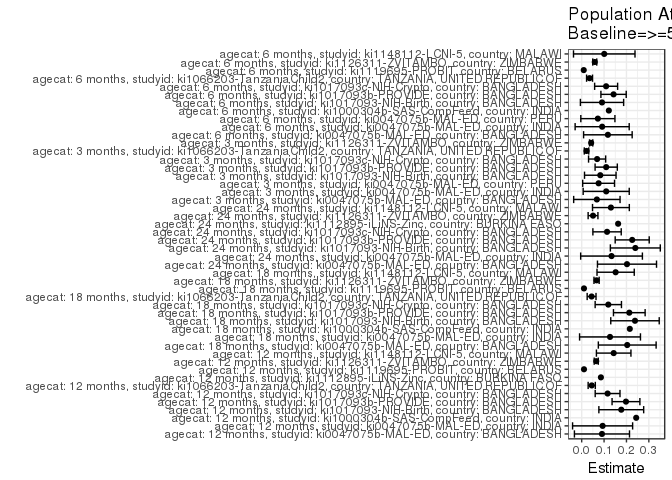 Population At
Baseline=>=5
agecat: 6 months, studyid: ki1148112-LCNI-5, country: MALAWI
agecat: 6 months, studyid: ki1126311-ZVITAMBO, country: ZIMBABWE
agecat: 6 months, studyid: ki1119695-PROBIT, country: BELARUS
agecat: 6 months, studyid: ki1066203-TanzaniaChild2, country: TANZANIA, UNITED REPUBLIC OF
agecat: 6 months, studyid: ki1017093c-NIH-Crypto, country: BANGLADESH
agecat: 6 months, studyid: ki1017093b-PROVIDE, country: BANGLADESH
agecat: 6 months, studyid: ki1017093-NIH-Birth, country: BANGLADESH
agecat: 6 months, studyid: ki1000304b-SAS-CompFeed, country: INDIA
agecat: 6 months, studyid: ki0047075b-MAL-ED, country: PERU
agecat: 6 months, studyid: ki0047075b-MAL-ED, country: INDIA
agecat: 6 months, studyid: ki0047075b-MAL-ED, country: BANGLADESH
agecat: 3 months, studyid: ki1126311-ZVITAMBO, country: ZIMBABWE
agecat: 3 months, studyid: ki1066203-TanzaniaChild2, country: TANZANIA, UNITED REPUBLIC OF
agecat: 3 months, studyid: ki1017093c-NIH-Crypto, country: BANGLADESH
agecat: 3 months, studyid: ki1017093b-PROVIDE, country: BANGLADESH
agecat: 3 months, studyid: ki1017093-NIH-Birth, country: BANGLADESH
agecat: 3 months, studyid: ki0047075b-MAL-ED, country: PERU
agecat: 3 months, studyid: ki0047075b-MAL-ED, country: INDIA
agecat: 3 months, studyid: ki0047075b-MAL-ED, country: BANGLADESH
agecat: 24 months, studyid: ki1148112-LCNI-5, country: MALAWI
agecat: 24 months, studyid: ki1126311-ZVITAMBO, country: ZIMBABWE
agecat: 24 months, studyid: ki1112895-iLiNS-Zinc, country: BURKINA FASO
agecat: 24 months, studyid: ki1017093c-NIH-Crypto, country: BANGLADESH
agecat: 24 months, studyid: ki1017093b-PROVIDE, country: BANGLADESH
agecat: 24 months, studyid: ki1017093-NIH-Birth, country: BANGLADESH
agecat: 24 months, studyid: ki0047075b-MAL-ED, country: INDIA
agecat: 24 months, studyid: ki0047075b-MAL-ED, country: BANGLADESH
agecat: 18 months, studyid: ki1148112-LCNI-5, country: MALAWI
agecat: 18 months, studyid: ki1126311-ZVITAMBO, country: ZIMBABWE
agecat: 18 months, studyid: ki1119695-PROBIT, country: BELARUS
agecat: 18 months, studyid: ki1066203-TanzaniaChild2, country: TANZANIA, UNITED REPUBLIC OF
agecat: 18 months, studyid: ki1017093c-NIH-Crypto, country: BANGLADESH
agecat: 18 months, studyid: ki1017093b-PROVIDE, country: BANGLADESH
agecat: 18 months, studyid: ki1017093-NIH-Birth, country: BANGLADESH
agecat: 18 months, studyid: ki1000304b-SAS-CompFeed, country: INDIA
agecat: 18 months, studyid: ki0047075b-MAL-ED, country: INDIA
agecat: 18 months, studyid: ki0047075b-MAL-ED, country: BANGLADESH
agecat: 12 months, studyid: ki1148112-LCNI-5, country: MALAWI
agecat: 12 months, studyid: ki1126311-ZVITAMBO, country: ZIMBABWE
agecat: 12 months, studyid: ki1119695-PROBIT, country: BELARUS
agecat: 12 months, studyid: ki1112895-iLiNS-Zinc, country: BURKINA FASO
agecat: 12 months, studyid: ki1066203-TanzaniaChild2, country: TANZANIA, UNITED REPUBLIC OF
agecat: 12 months, studyid: ki1017093c-NIH-Crypto, country: BANGLADESH
agecat: 12 months, studyid: ki1017093b-PROVIDE, country: BANGLADESH
agecat: 12 months, studyid: ki1017093-NIH-Birth, country: BANGLADESH
agecat: 12 months, studyid: ki1000304b-SAS-CompFeed, country: INDIA
agecat: 12 months, studyid: ki0047075b-MAL-ED, country: INDIA
agecat: 12 months, studyid: ki0047075b-MAL-ED, country: BANGLADESH
0.0 0.1 0.2 0.3
Estimate